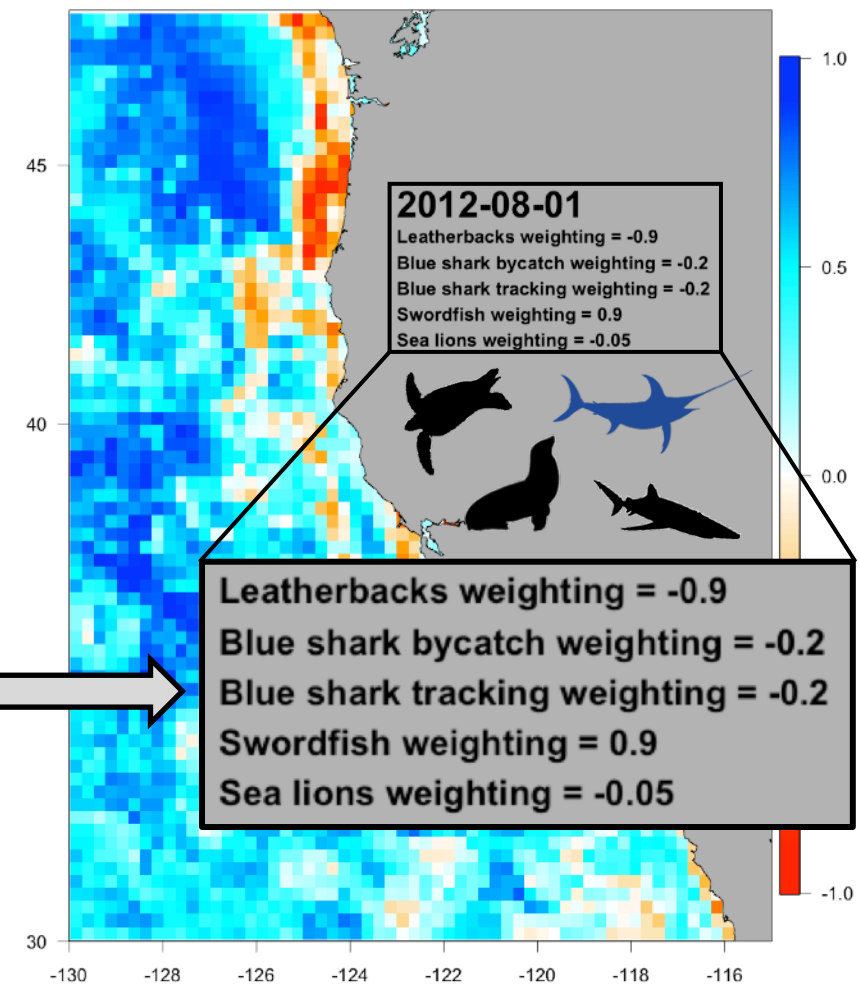 2012-08-01
Leatherbacks weighting = -0.9
Blue shark bycatch weighting = -0.2
Blue shark tracking weighting = -0.2
Swordfish weighting = 0.9
Sea lions weighting = -0.05
Leatherbacks weighting = -0.9
Blue shark bycatch weighting = -0.2
Blue shark tracking weighting = -0.2
Swordfish weighting = 0.9
Sea lions weighting = -0.05
45
40
30
1.0
0.5
0.0
-1.0
-130 -128 -126 -124 -122 -120 -118 -116